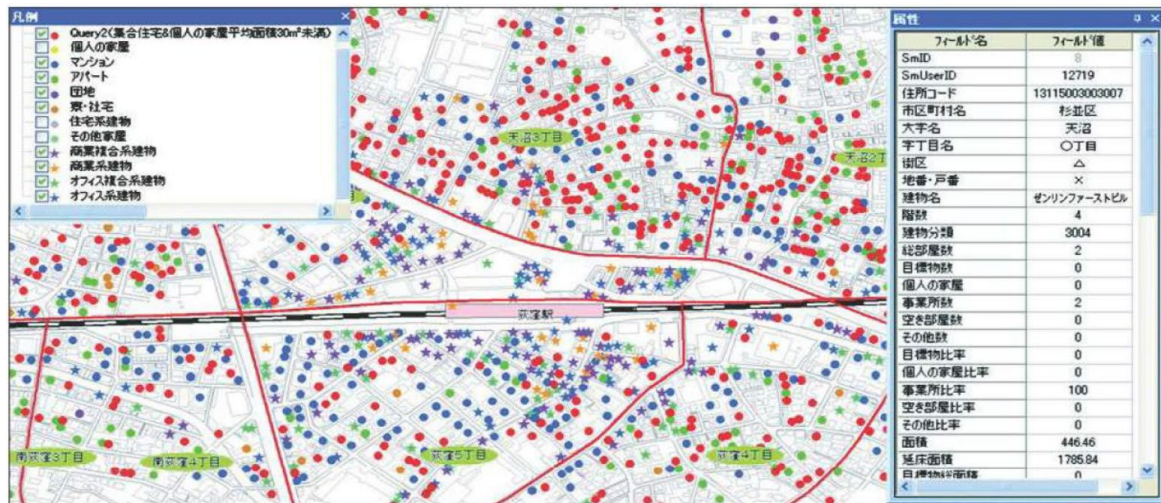 凡例
Query2(集合住宅&個人の家屋平均面積30m²未満)
個人の家屋
マンション
アパート
団地
寮・社宅
住宅系建物
その他家屋
商業複合系建物
商業系建物
オフィス複合系建物
オフィス系建物
天沼3丁目
天沼2丁
荻窪駅
南荻窪3丁目
南荻窪4丁目
荻窪5丁目
荻窪4丁目
属性
フィールド名 フィールド値
SmID 8
SmUserID 12719
住所コード 13115003003007
市区町村名 杉並区
大字名 天沼
字丁目名 〇丁目
街区 △
地番・戸番 ×
建物名 ゼンリンファーストビル
階数 4
建物分類 3004
総部屋数 2
目標物数 0
個人の家屋 0
事業所数 2
空き部屋数 0
その他数 0
目標物比率 0
個人の家屋比率 0
事業所比率 100
空き部屋比率 0
その他比率 0
面積 446.46
延床面積 1785.84
目標物総面積 0